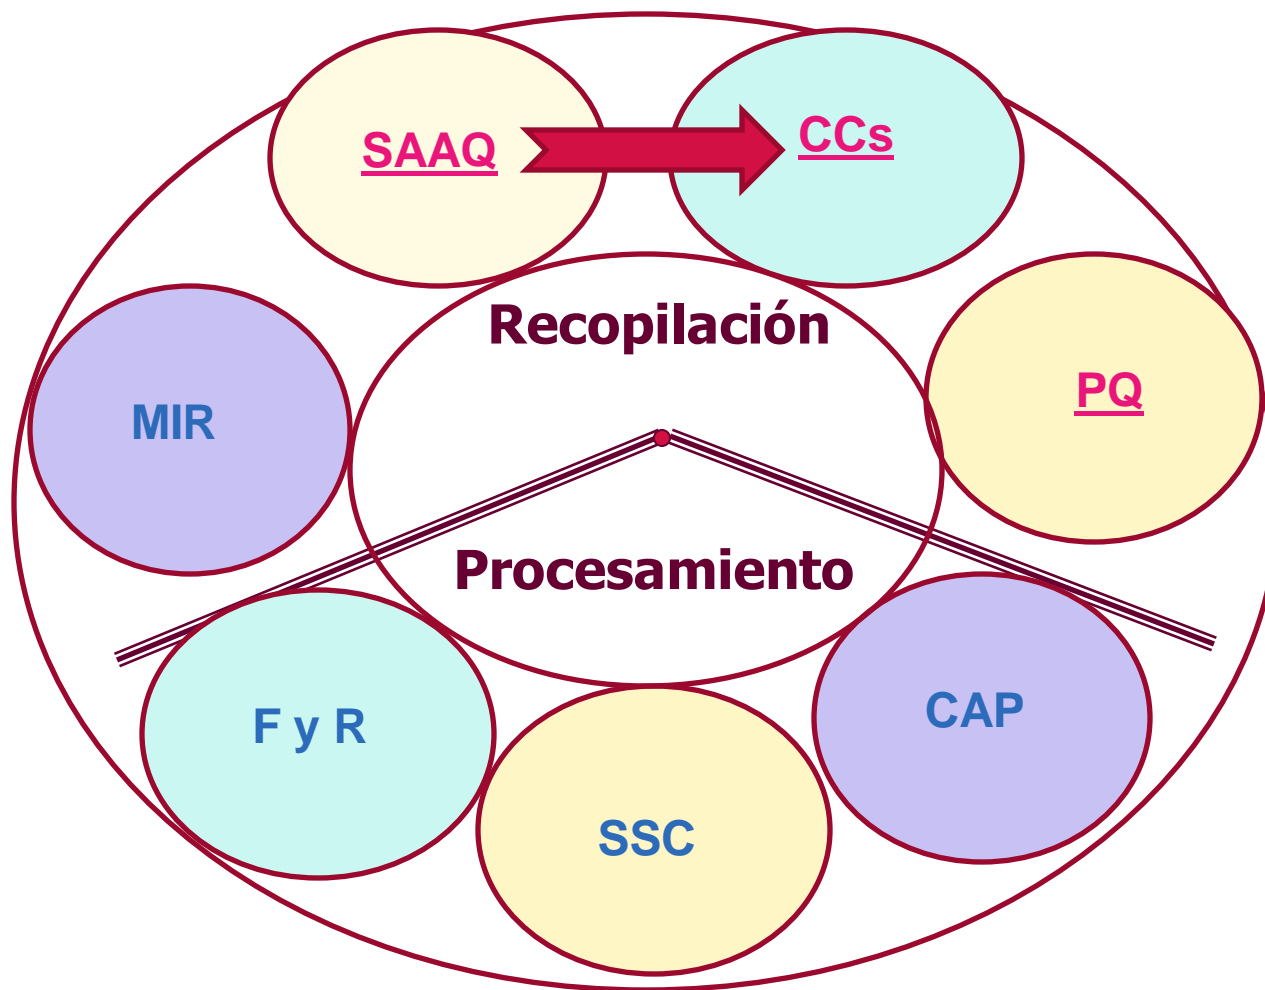 SAAQ
CCs
Recopilación
PQ
MIR
Procesamiento
CAP
F y R
SSC